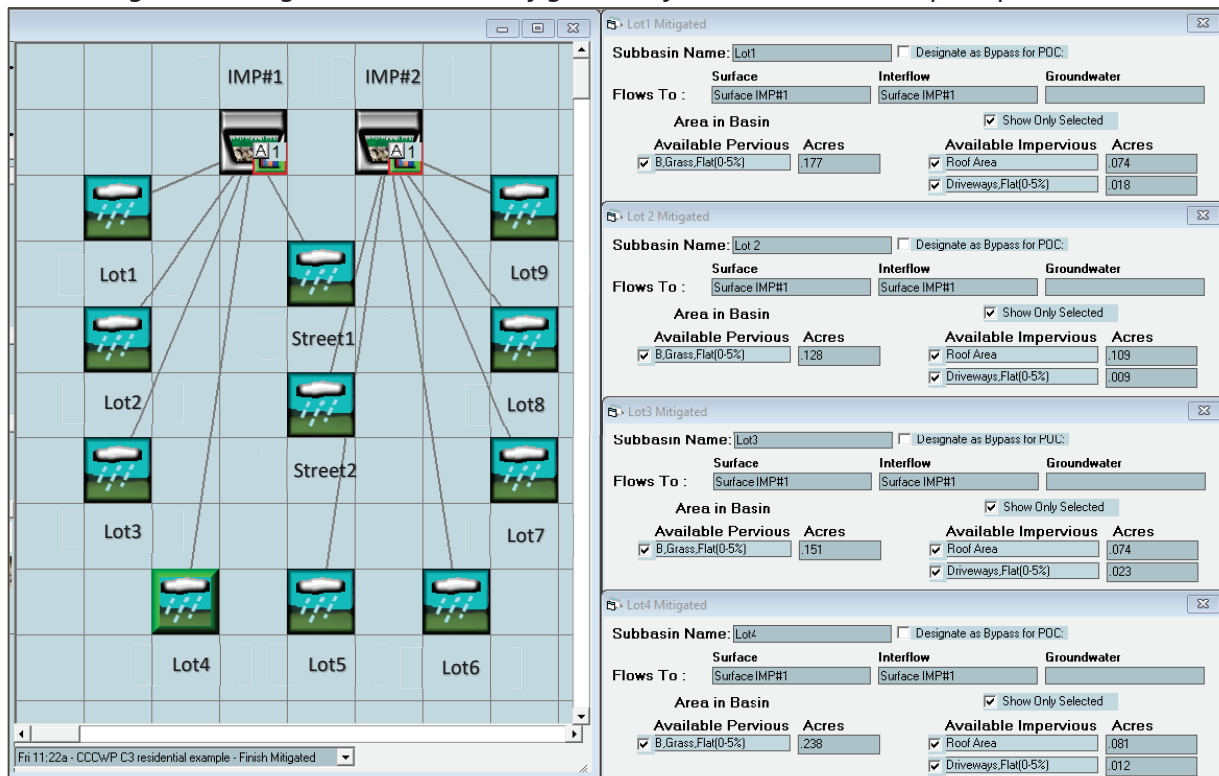 IMP#1 IMP#2
A 1 A 1
Lot1 Lot9
Street1
Lot2 Lot8
Street2
Lot3 Lot7
Lot4 Lot5 Lot6
Fri 11:22a - CCCWP C3 residential example - Finish Mitigated
Lot1 Mitigated
Subbasin Name: Lot1 Designate as Bypass for POC:
Surface Interflow Groundwater
Flows To : Surface IMP#1 Surface IMP#1
Area in Basin Show Only Selected
Available Pervious Acres Available Impervious Acres
B,Grass,Flat(0-5%) .177 Roof Area .074
Driveways,Flat(0-5%) .018
Lot 2 Mitigated
Subbasin Name: Lot 2 Designate as Bypass for POC:
Surface Interflow Groundwater
Flows To : Surface IMP#1 Surface IMP#1
Area in Basin Show Only Selected
Available Pervious Acres Available Impervious Acres
B,Grass,Flat(0-5%) .128 Roof Area .109
Driveways,Flat(0-5%) .009
Lot3 Mitigated
Subbasin Name: Lot3 Designate as Bypass for POC:
Surface Interflow Groundwater
Flows To : Surface IMP#1 Surface IMP#1
Area in Basin Show Only Selected
Available Pervious Acres Available Impervious Acres
B,Grass,Flat(0-5%) .151 Roof Area .074
Driveways,Flat(0-5%) .023
Lot4 Mitigated
Subbasin Name: Lot4 Designate as Bypass for POC:
Surface Interflow Groundwater
Flows To : Surface IMP#1 Surface IMP#1
Area in Basin Show Only Selected
Available Pervious Acres Available Impervious Acres
B,Grass,Flat(0-5%) .238 Roof Area .081
Driveways,Flat(0-5%) .012